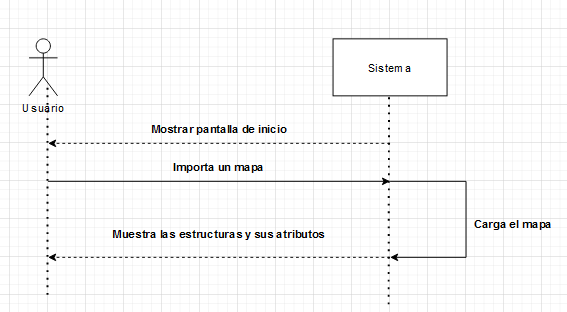 Sistema
Usuário
Mostrar pantalla de inicio
Importa un mapa
Carga el mapa
Muestra las estructuras y sus atributos